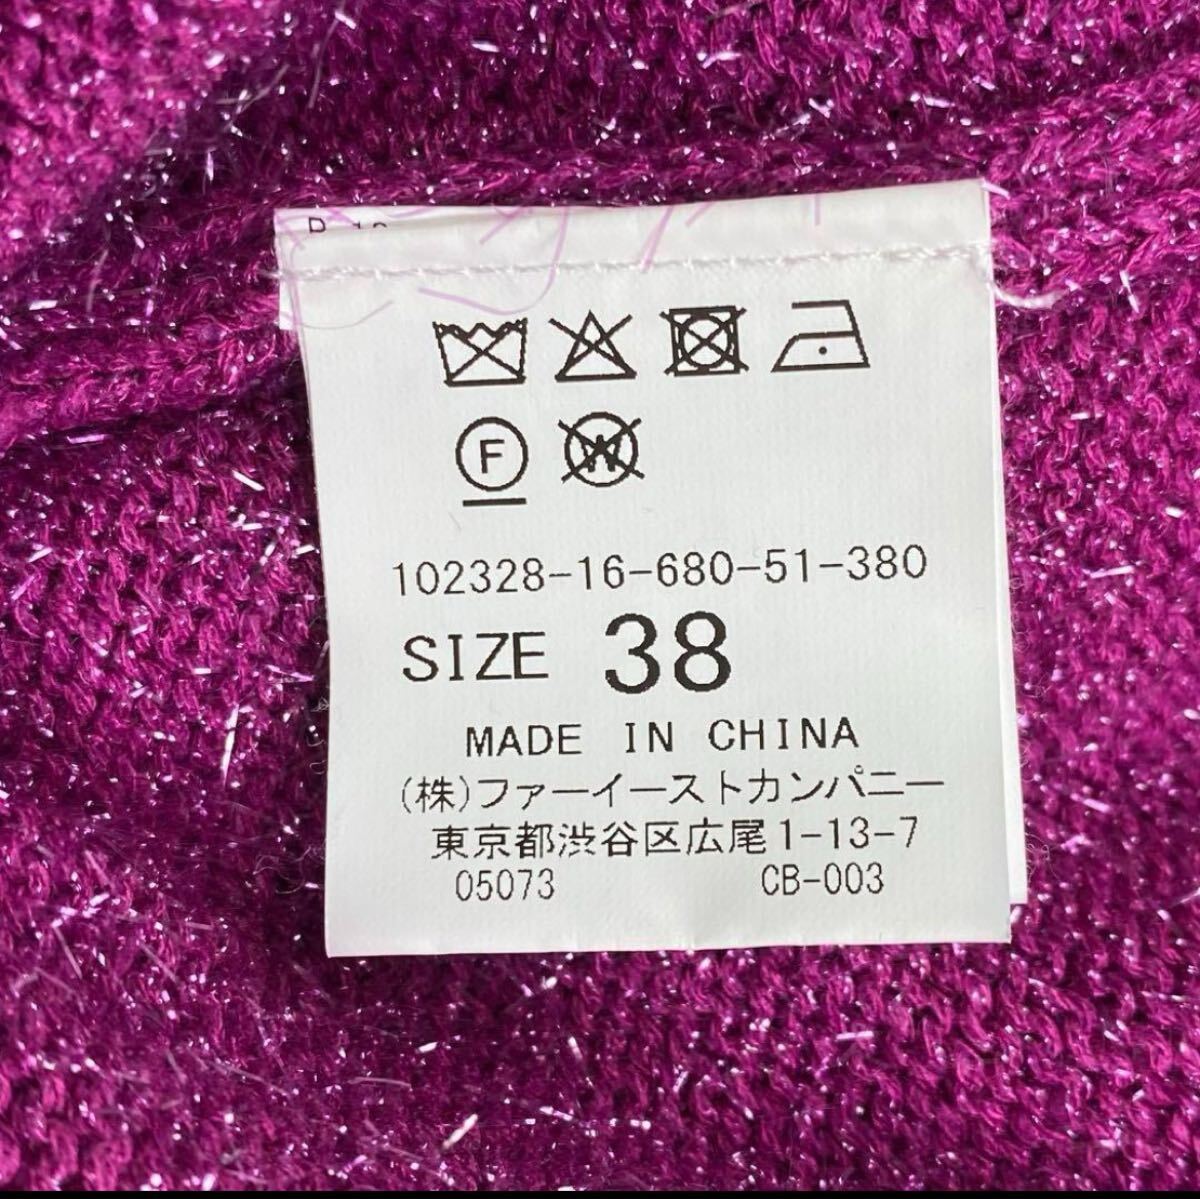 F W
102328-16-680-51-380
SIZE 38
MADE IN CHINA
(株)ファーイーストカンパニー
東京都渋谷区広尾1-13-7
05073 CB-003